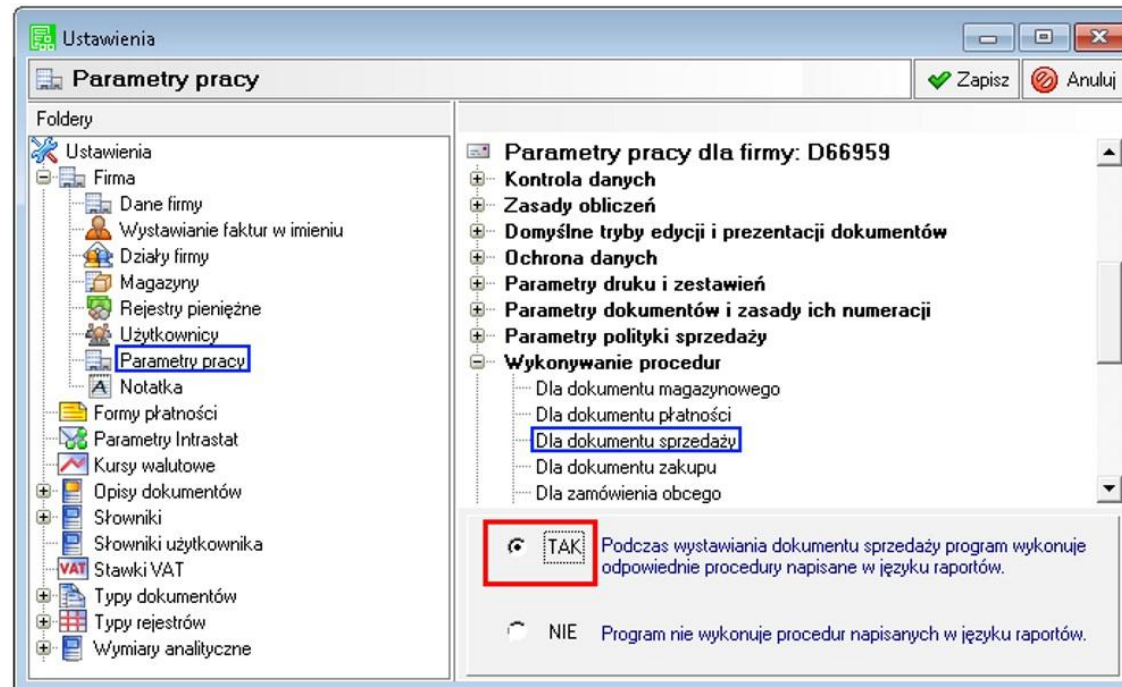 Ustawienia
Parametry pracy
Zapisz
Anuluj
Foldery
Ustawienia
Firma
Dane firmy
Wystawianie faktur w imieniu
Działy firmy
Magazyny
Rejestry pieniężne
Użytkownicy
Parametry pracy
Notatka
Formy płatności
Parametry Intrastat
Kursy walutowe
Opisy dokumentów
Słowniki
Słowniki użytkownika
VAT Stawki VAT
Typy dokumentów
Typy rejestrów
Wymiary analityczne
Parametry pracy dla firmy: D66959
Kontrola danych
Zasady obliczeń
Domyślne tryby edycji i prezentacji dokumentów
Ochrona danych
Parametry druku i zestawień
Parametry dokumentów i zasady ich numeracji
Parametry polityki sprzedaży
Wykonywanie procedur
Dla dokumentu magazynowego
Dla dokumentu płatności
Dla dokumentu sprzedaży
Dla dokumentu zakupu
Dla zamówienia obcego
TAK Podczas wystawiania dokumentu sprzedaży program wykonuje
odpowiednie procedury napisane w języku raportów.
NIE Program nie wykonuje procedur napisanych w języku raportów.